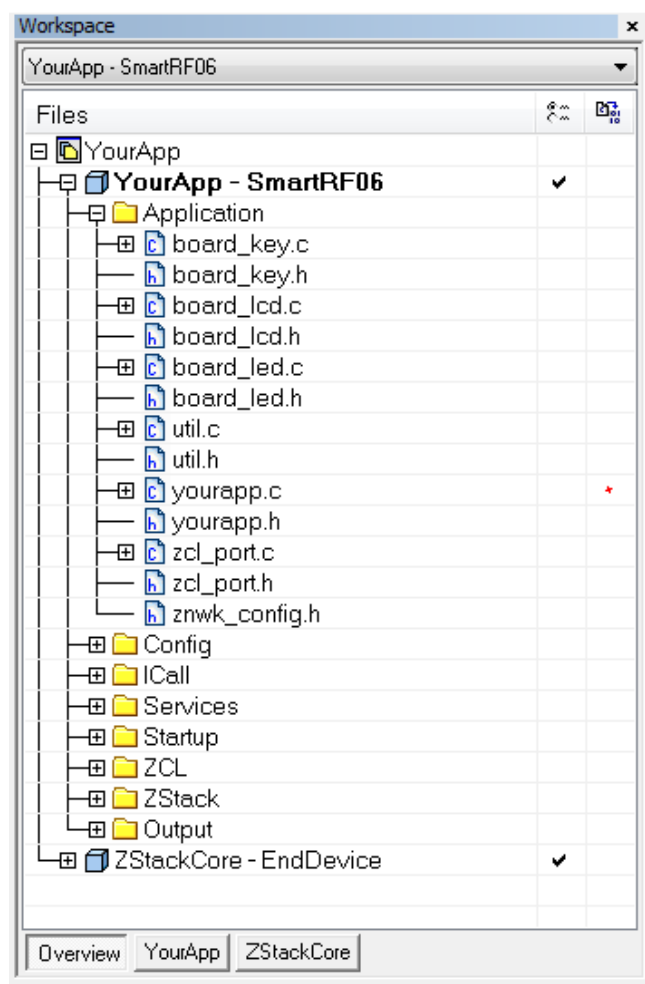 Workspace
YourApp - SmartRF06
Files
YourApp
YourApp - SmartRF06
Application
board_key.c
board_key.h
board_lcd.c
board_lcd.h
board_led.c
board_led.h
util.c
util.h
yourapp.c
yourapp.h
zcl_port.c
zcl_port.h
znwk_config.h
Config
ICall
Services
Startup
ZCL
ZStack
Output
ZStackCore - EndDevice
Overview YourApp ZStackCore